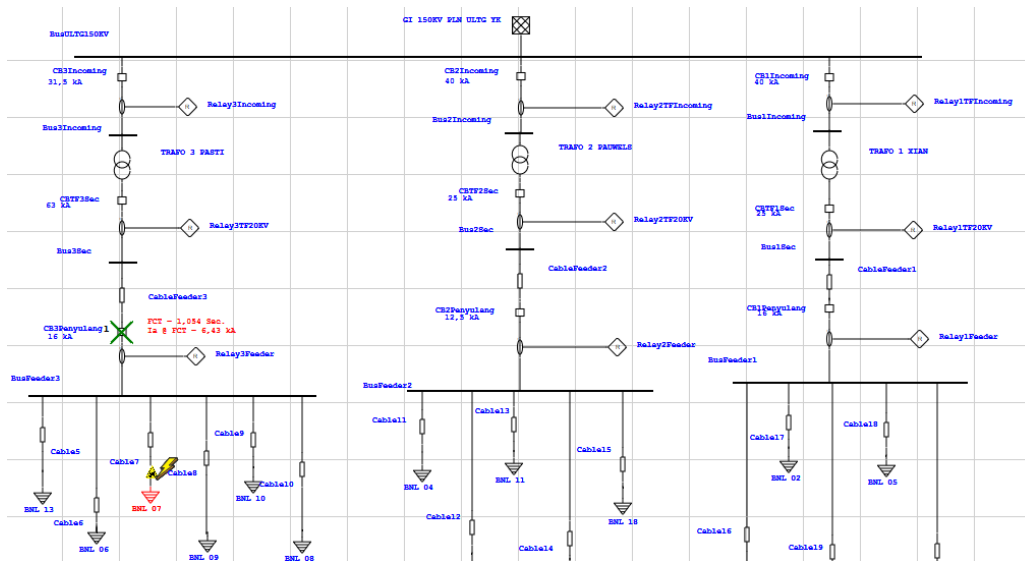 GI 150KV PLN ULTG YK
BusULTG150KV
CB3Incoming
31,5 kA
Relay3Incoming
Bus3Incoming
TRAFO 3 PASTI
CBTF3Sec
63 kA
Relay3TF20KV
Bus3Sec
CableFeeder3
CB3Penyulang
16 kA
1
FCT = 1,054 Sec.
Ia @ FCT = 6,43 kA
Relay3Feeder
BusFeeder3
Cable5
BNL 13
Cable6
BNL 06
Cable7
BNL 07
Cable8
BNL 09
Cable9
BNL 10
Cable10
BNL 08
CB2Incoming
40 kA
Relay2TFIncoming
Bus2Incoming
TRAFO 2 PAUWELS
CBTF2Sec
25 kA
Relay2TF20KV
Bus2Sec
CableFeeder2
CB2Penyulang
12,5 kA
Relay2Feeder
BusFeeder2
Cable11
BNL 04
Cable12
Cable13
BNL 11
Cable14
Cable15
BNL 18
CB1Incoming
40 kA
Relay1TFIncoming
Bus1Incoming
TRAFO 1 XIAN
CBTF1Sec
25 kA
Relay1TF20KV
Bus1Sec
CableFeeder1
CB1Penyulang
16 kA
Relay1Feeder
BusFeeder1
Cable16
Cable17
BNL 02
Cable18
BNL 05
Cable19